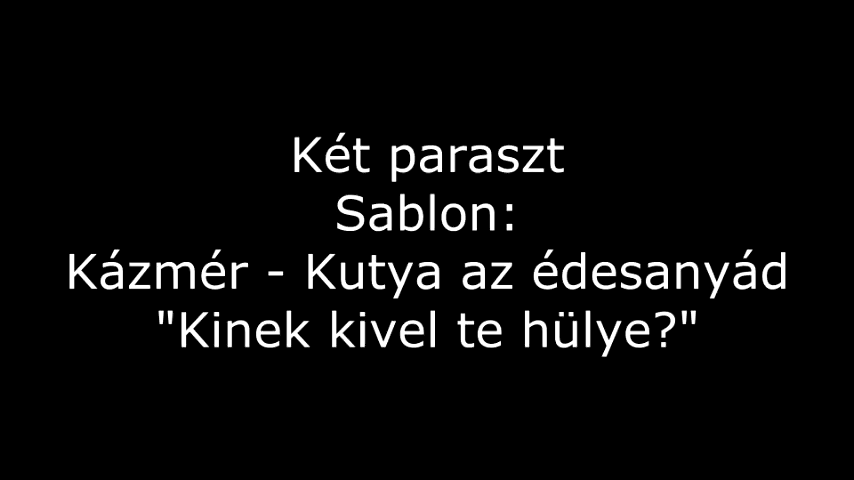 Két paraszt
Sablon:
Kázmér - Kutya az édesanyád
"Kinek kivel te hülye?"